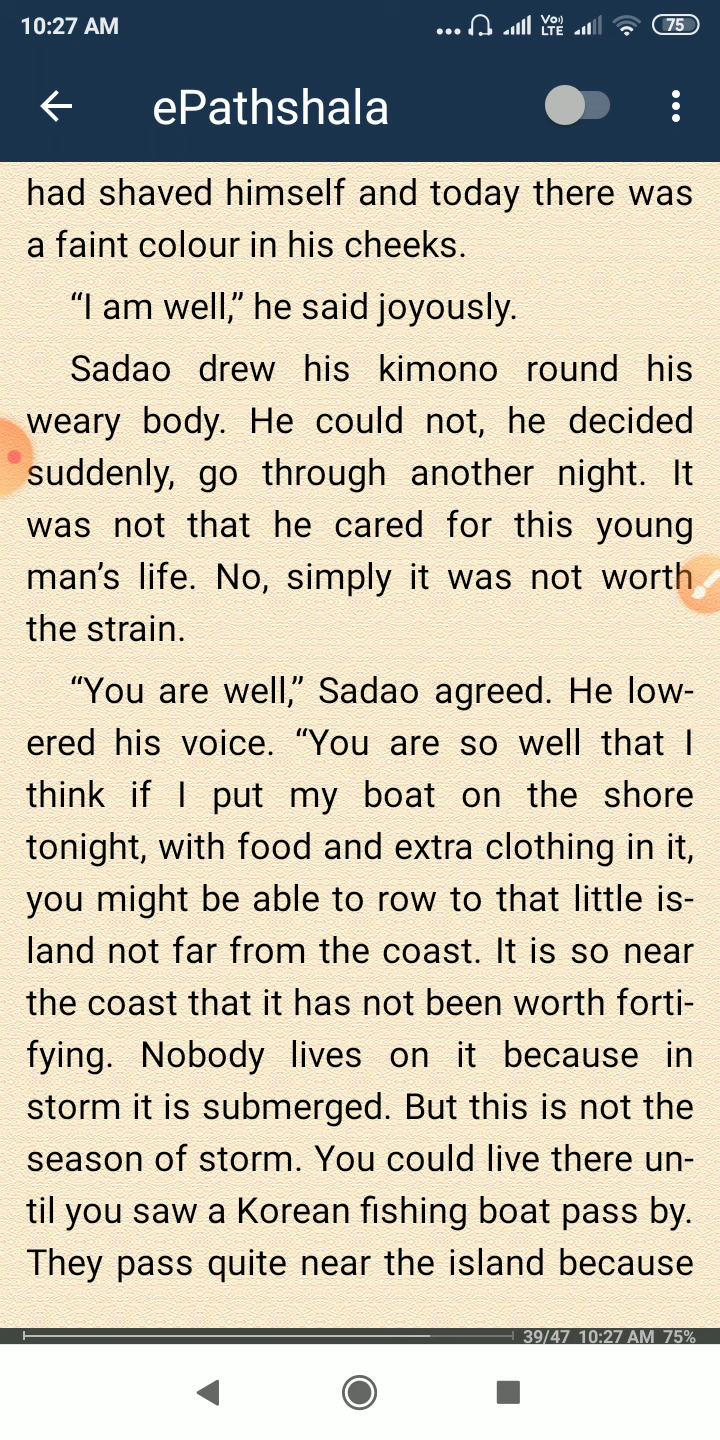 10:27 AM
Vo)) LTE
75
ePathshala
had shaved himself and today there was
a faint colour in his cheeks.
“I am well,” he said joyously.
Sadao drew his kimono round his
weary body. He could not, he decided
suddenly, go through another night. It
was not that he cared for this young
man’s life. No, simply it was not worth
the strain.
“You are well,” Sadao agreed. He low-
ered his voice. “You are so well that I
think if I put my boat on the shore
tonight, with food and extra clothing in it,
you might be able to row to that little is-
land not far from the coast. It is so near
the coast that it has not been worth forti-
fying. Nobody lives on it because in
storm it is submerged. But this is not the
season of storm. You could live there un-
til you saw a Korean fishing boat pass by.
They pass quite near the island because
39/47 10:27 AM 75%